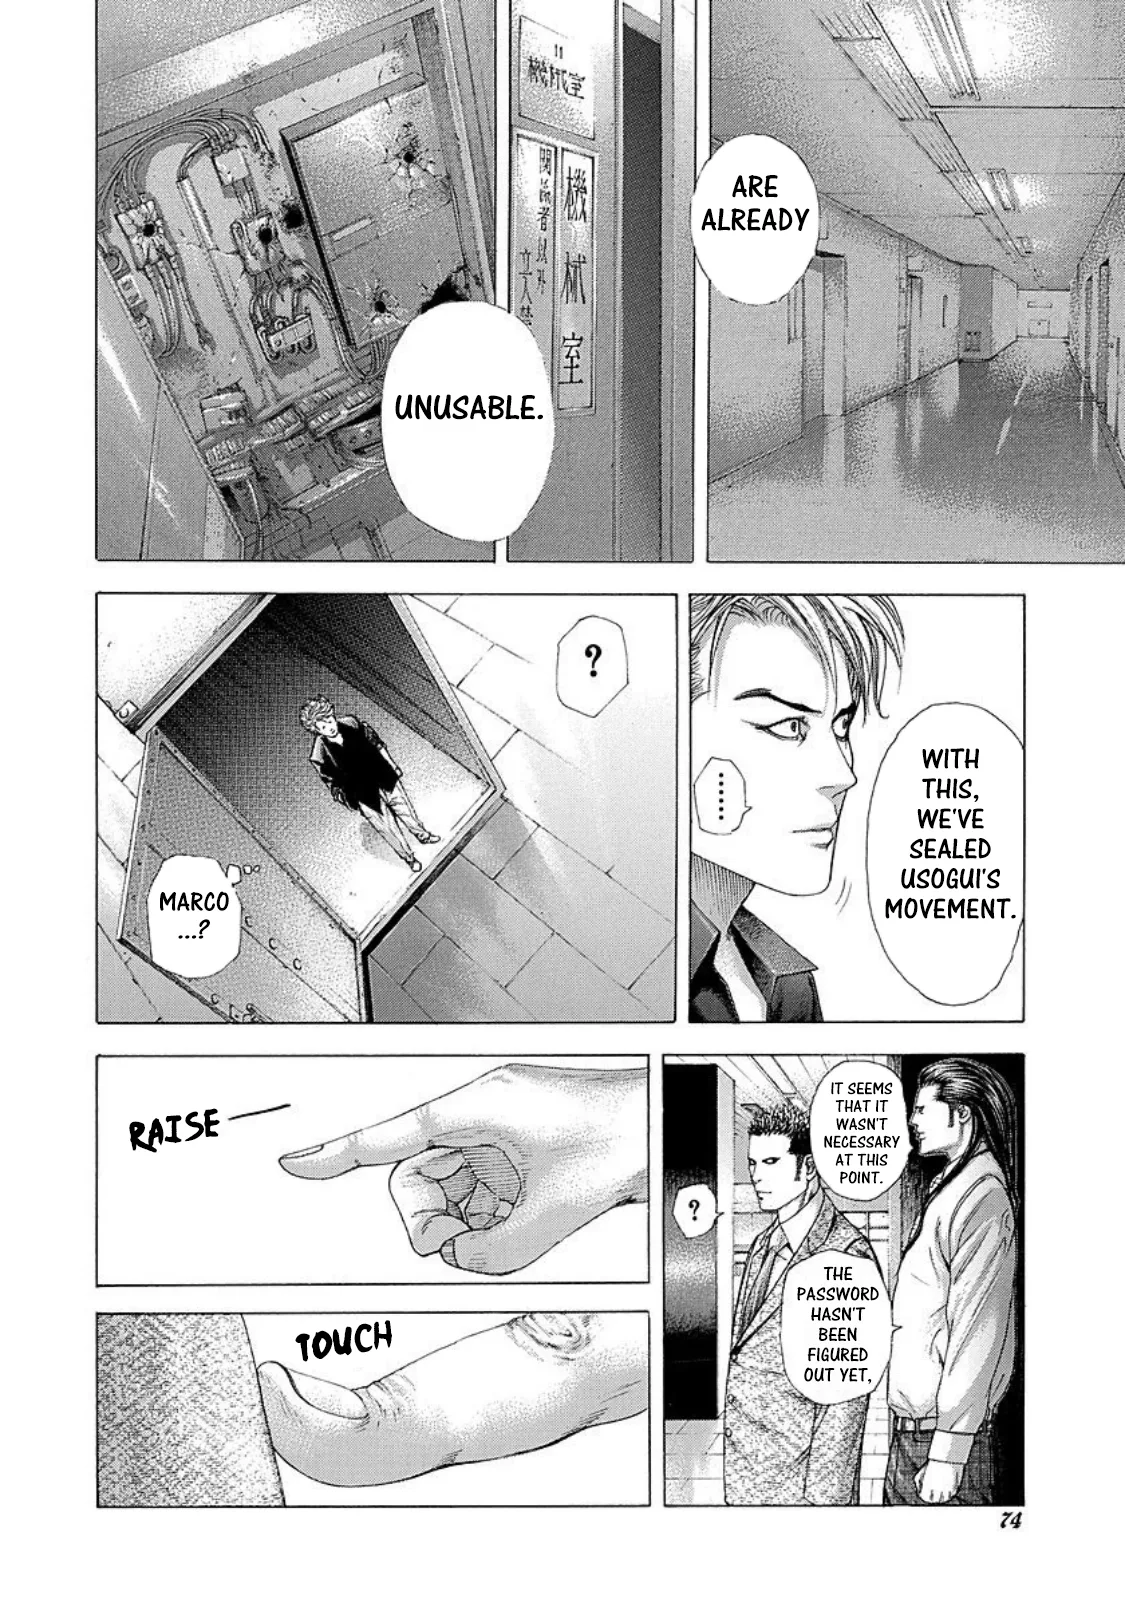 ARE
ALREADY
機械室
機械室
関係者以外
立入禁
UNUSABLE.
WITH
THIS,
WE'VE
SEALED
USOGUI'S
MOVEMENT.
……
?
MARCO
...?
IT SEEMS
THAT IT
WASN'T
NECESSARY
AT THIS
POINT.
?
THE
PASSWORD
HASN'T
BEEN
FIGURED
OUT YET,
RAISE
TOUCH
74